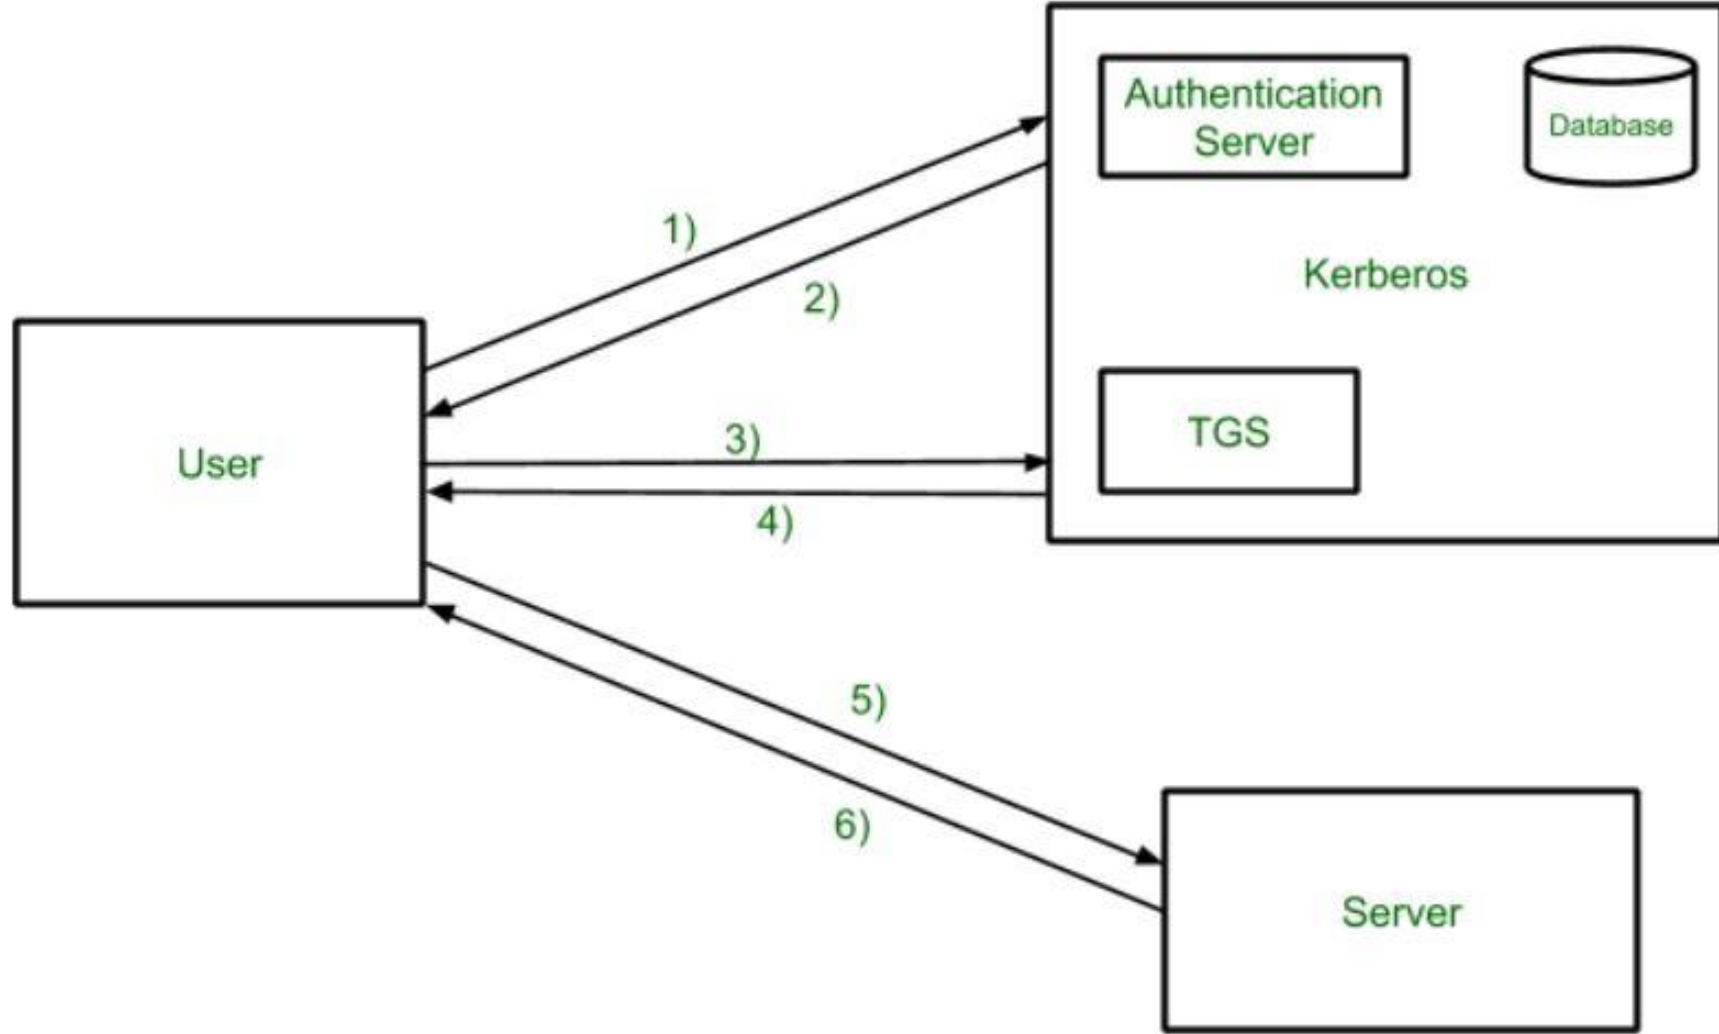 Authentication
Server
Database
1)
2)
Kerberos
User
3)
TGS
4)
5)
6)
Server